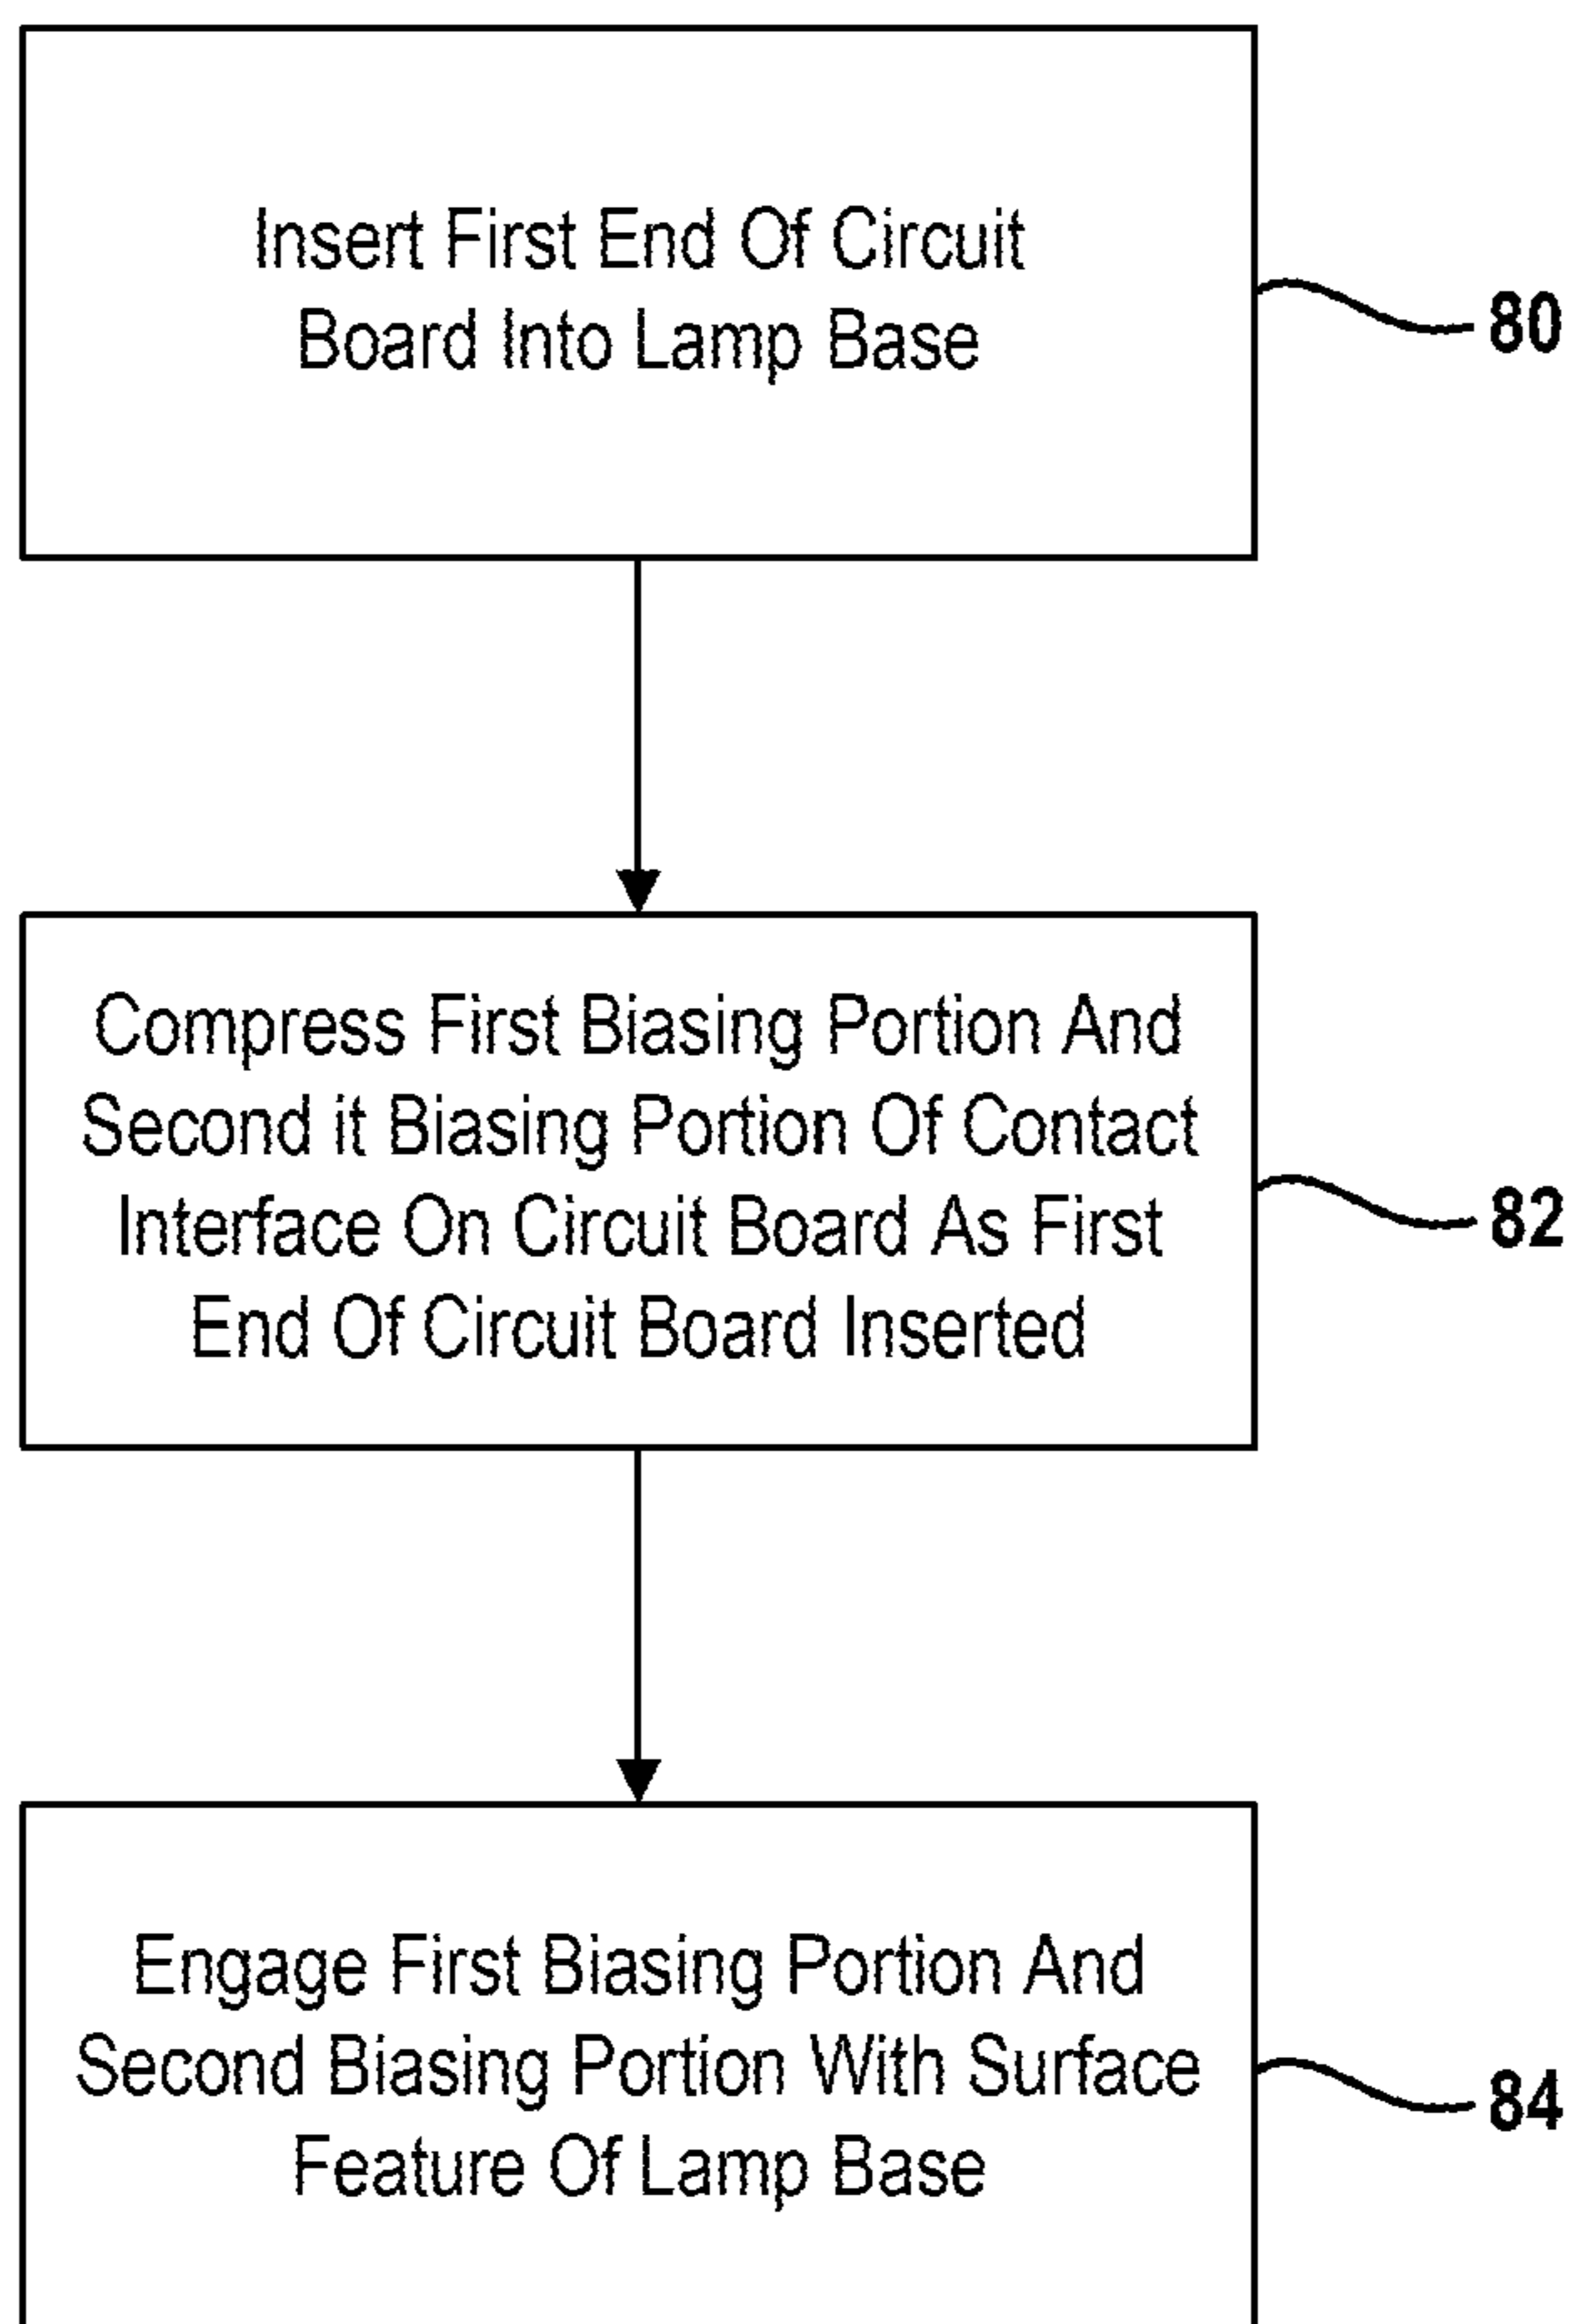 Insert First End Of Circuit
Board Into Lamp Base
80
Compress First Biasing Portion And
Second it Biasing Portion Of Contact
Interface On Circuit Board As First
End Of Circuit Board Inserted
82
Engage First Biasing Portion And
Second Biasing Portion With Surface
Feature Of Lamp Base
84